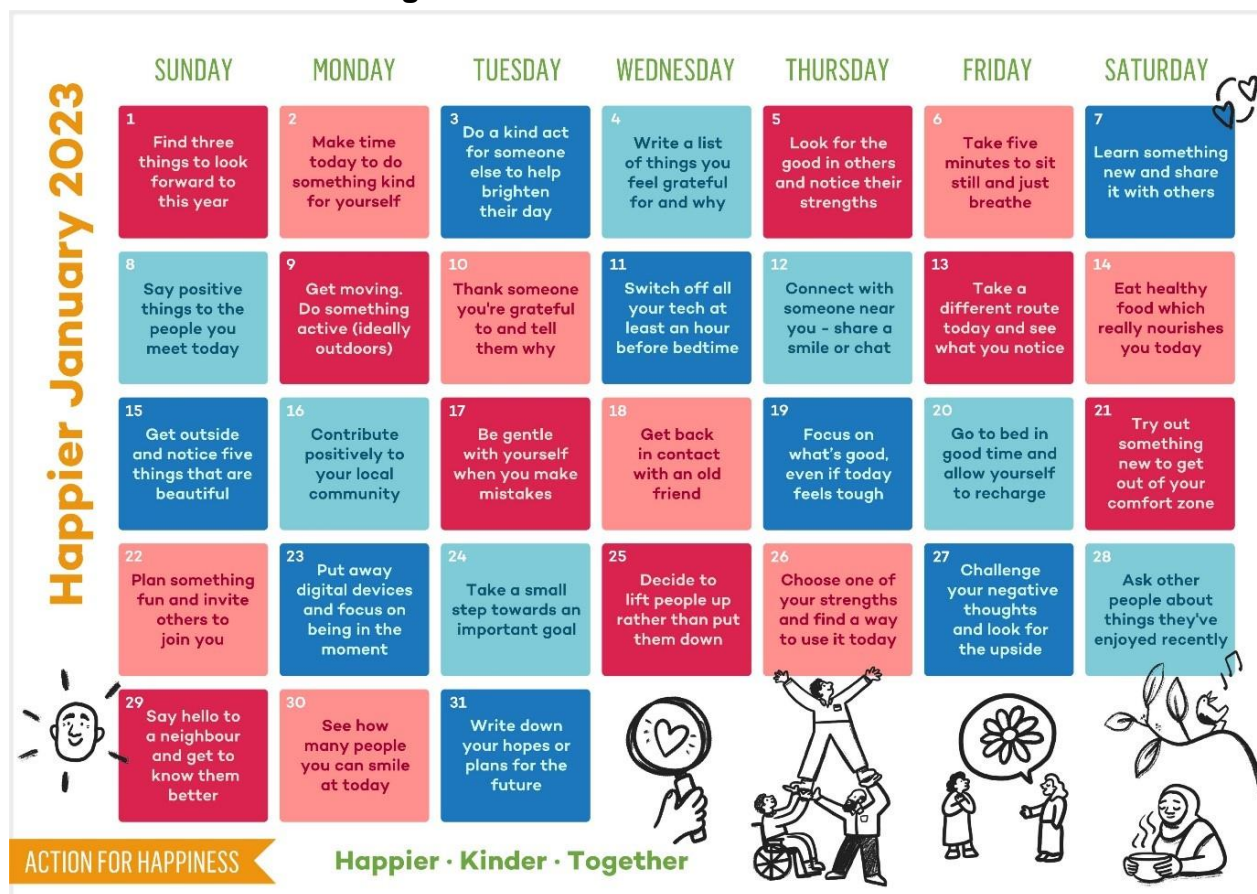 SUNDAY MONDAY TUESDAY WEDNESDAY THURSDAY FRIDAY SATURDAY
Happier January 2023
1
Find three
things to look
forward to
this year
2
Make time
today to do
something kind
for yourself
3
Do a kind act
for someone
else to help
brighten
their day
4
Write a list
of things you
feel grateful
for and why
5
Look for the
good in others
and notice their
strengths
6
Take five
minutes to sit
still and just
breathe
7
Learn something
new and share
it with others
8
Say positive
things to the
people you
meet today
9
Get moving.
Do something
active (ideally
outdoors)
10
Thank someone
you're grateful
to and tell
them why
11
Switch off all
your tech at
least an hour
before bedtime
12
Connect with
someone near
you - share a
smile or chat
13
Take a
different route
today and see
what you notice
14
Eat healthy
food which
really nourishes
you today
15
Get outside
and notice five
things that are
beautiful
16
Contribute
positively to
your local
community
17
Be gentle
with yourself
when you make
mistakes
18
Get back
in contact
with an old
friend
19
Focus on
what's good,
even if today
feels tough
20
Go to bed in
good time and
allow yourself
to recharge
21
Try out
something
new to get
out of your
comfort zone
22
Plan something
fun and invite
others to
join you
23
Put away
digital devices
and focus on
being in the
moment
24
Take a small
step towards an
important goal
25
Decide to
lift people up
rather than put
them down
26
Choose one of
your strengths
and find a way
to use it today
27
Challenge
your negative
thoughts
and look for
the upside
28
Ask other
people about
things they've
enjoyed recently
29
Say hello to
a neighbour
and get to
know them
better
30
See how
many people
you can smile
at today
31
Write down
your hopes or
plans for the
future
ACTION FOR HAPPINESS
Happier · Kinder · Together